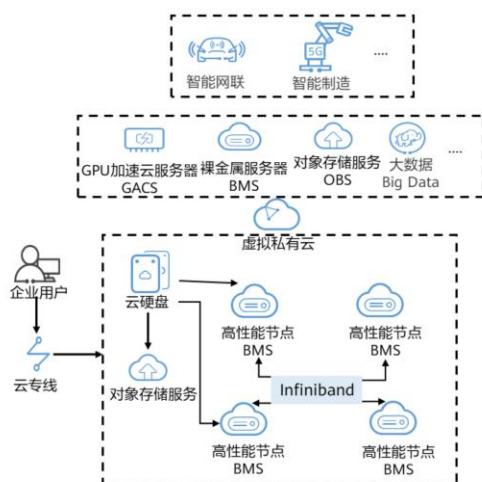 5G
....
智能网联
智能制造
GPU加速云服务器
GACS
裸金属服务器
BMS
对象存储服务
OBS
大数据
Big Data
....
虚拟私有云
企业用户
云专线
云硬盘
对象存储服务
高性能节点
BMS
高性能节点
BMS
Infiniband
高性能节点
BMS
高性能节点
BMS